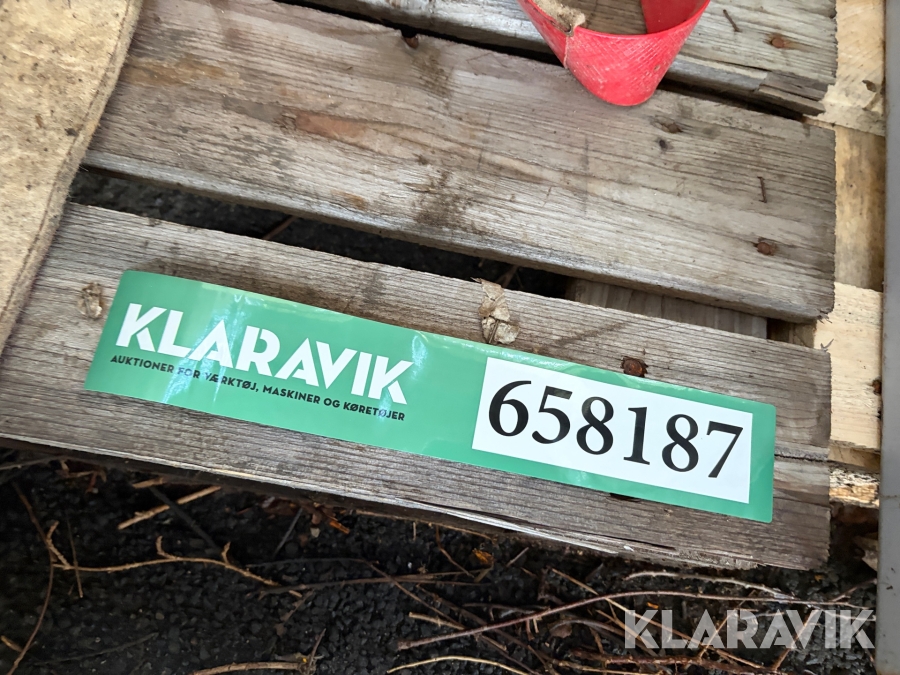 KLARAVIK
AUKTIONER FOR VÆRKTØJ, MASKINER OG KØRETØJER
658187
KLARAVIK